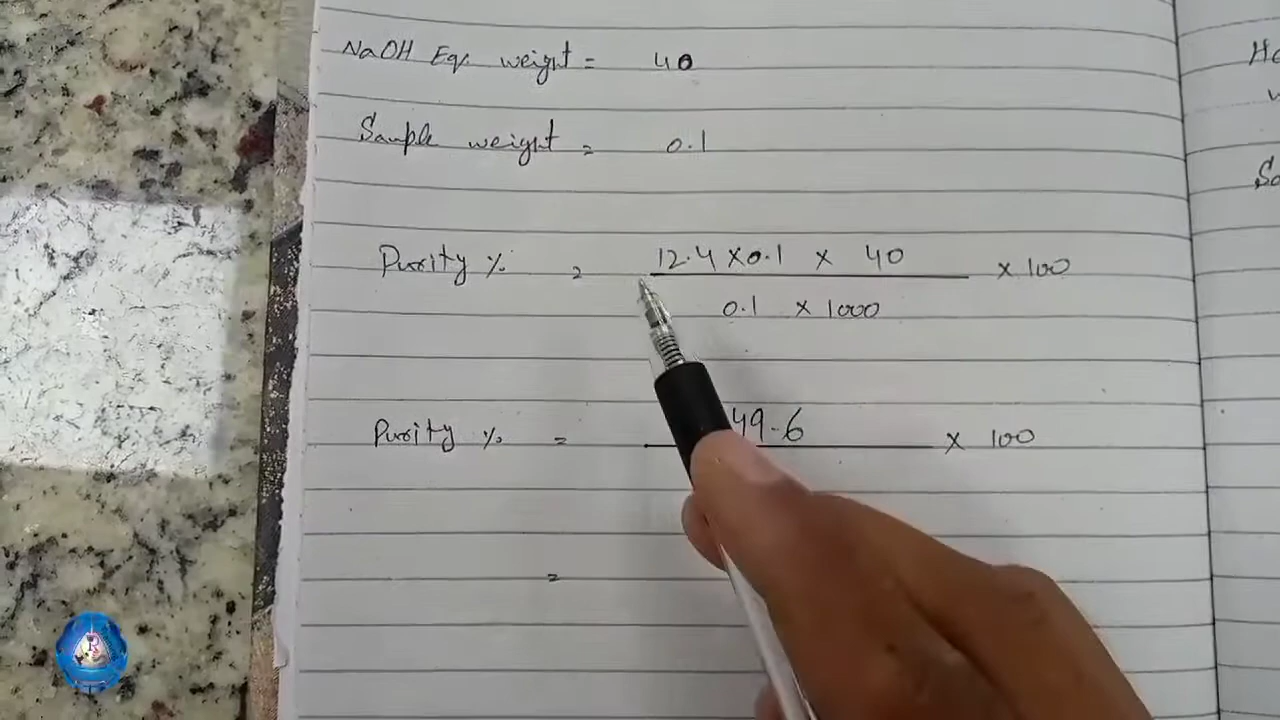 NaOH Eq. weight = 40
Sample weight = 0.1
Purity % = 12.4 x 0.1 x 40 x 100
0.1 x 1000
Purity % = 49.6 x 100
=